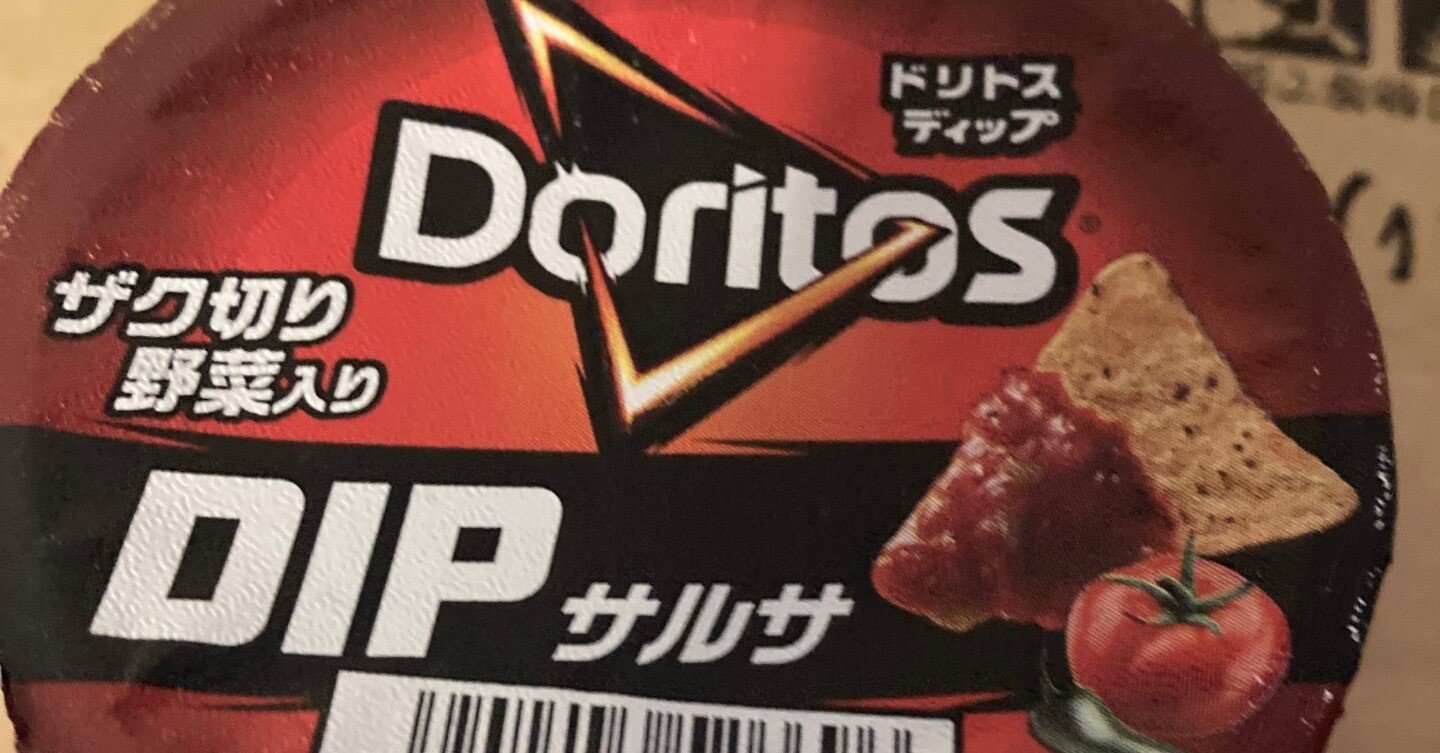 ドリトス
ディップ
Doritos
ザク切り
野菜入り
DIP サルサ